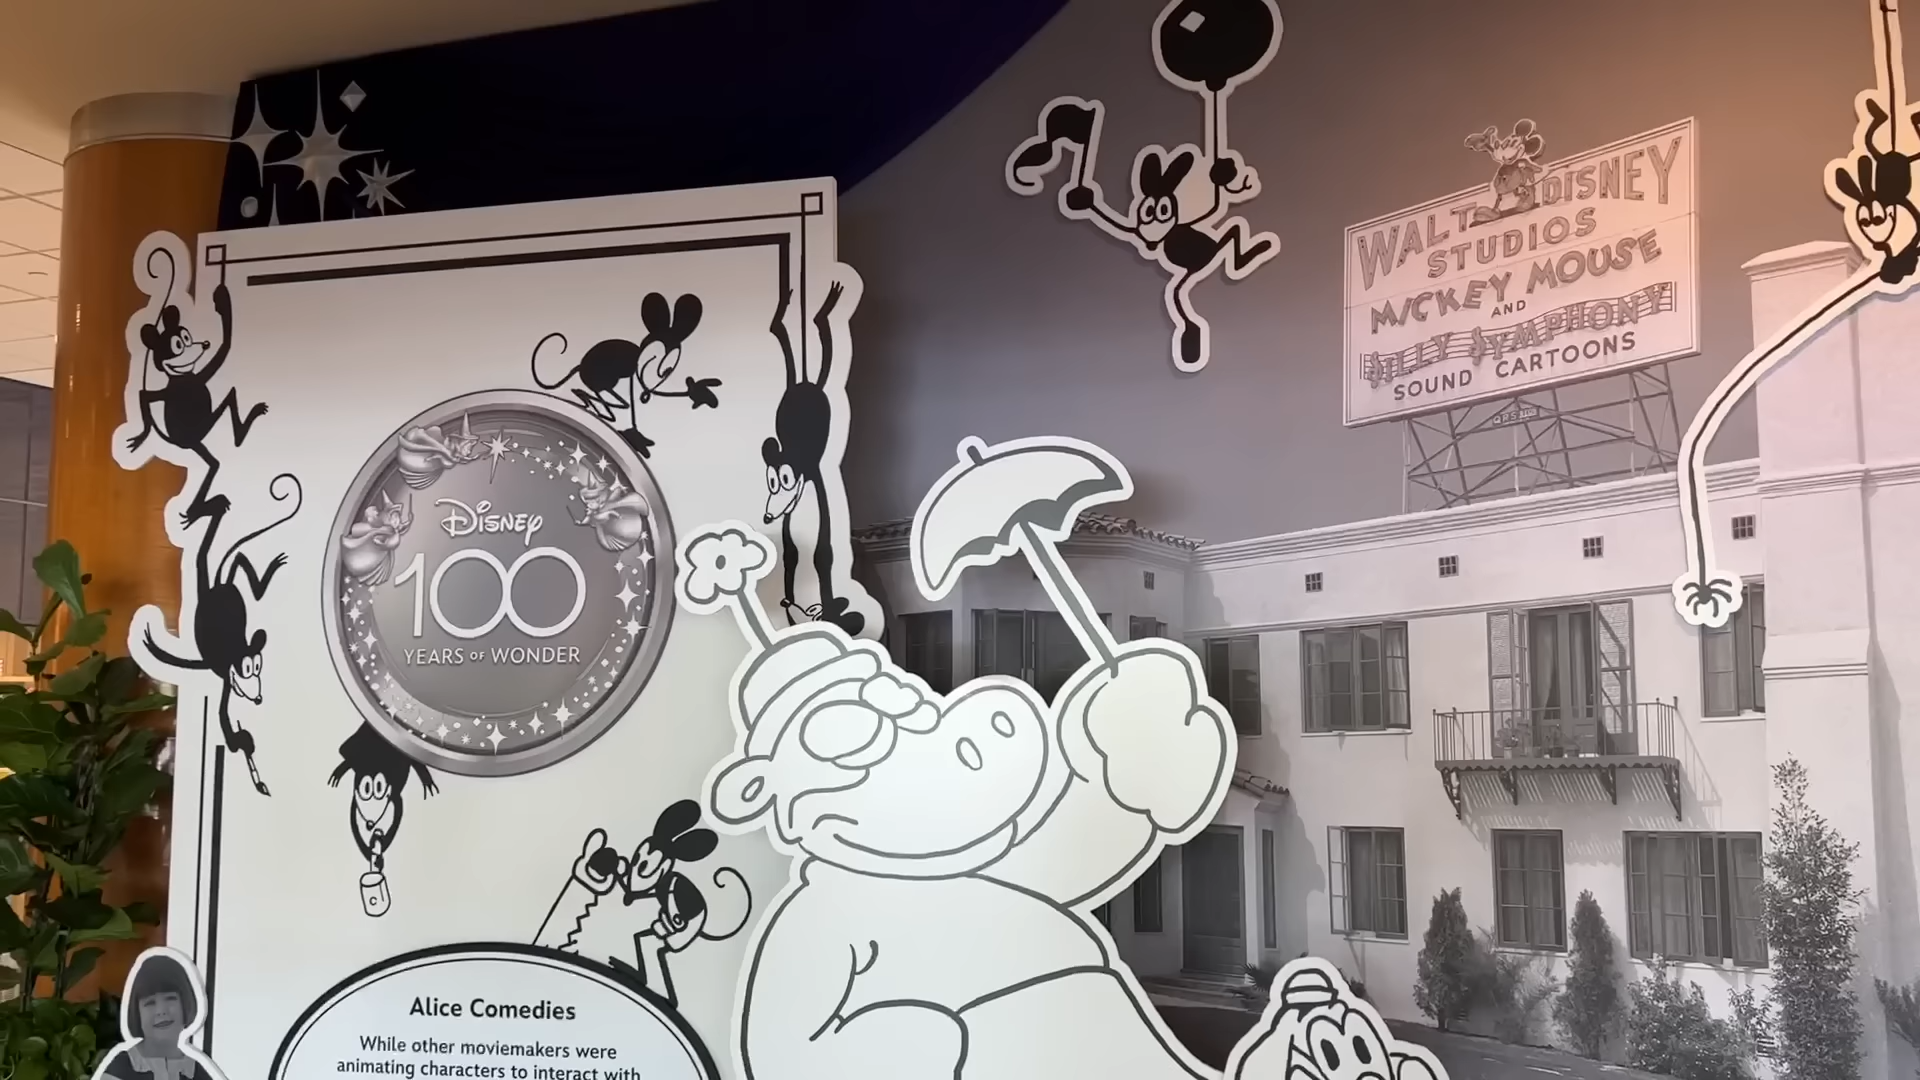 WALT DISNEY
STUDIOS
MICKEY MOUSE
AND
SILLY SYMPHONY
SOUND CARTOONS
DISNEY
100
YEARS OF WONDER
Alice Comedies
While other moviemakers were
animating characters to interact with